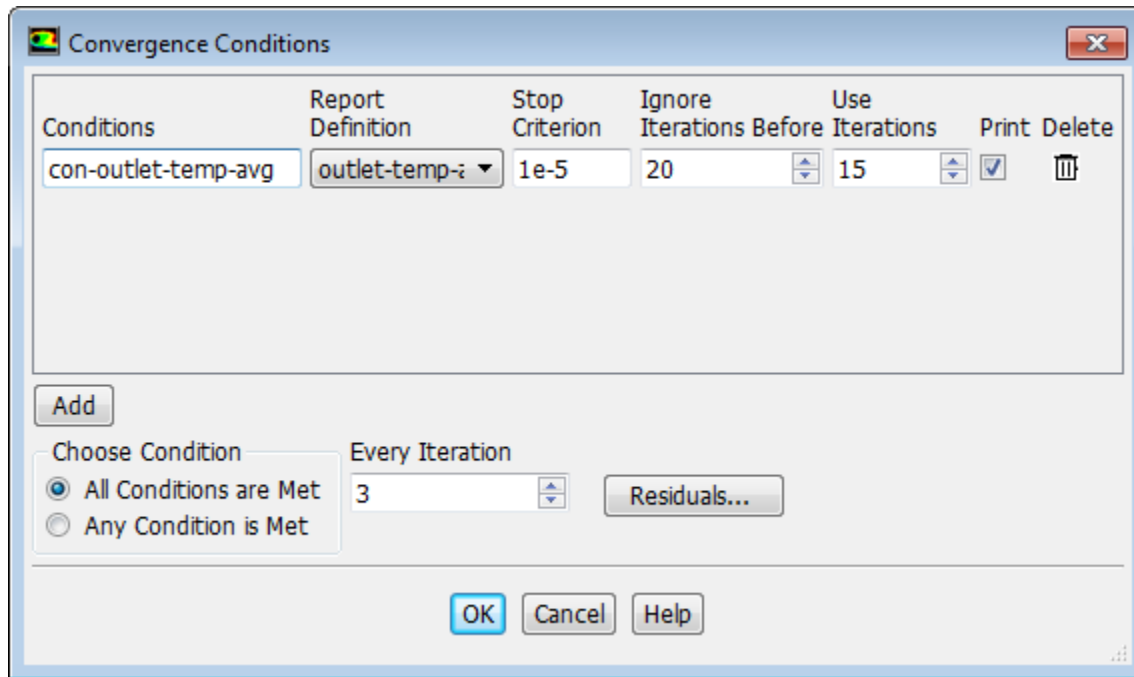 Convergence Conditions
Conditions Report Definition Stop Criterion Ignore Iterations Before Use Iterations Print Delete
con-outlet-temp-avg outlet-temp-a 1e-5 20 15
Add
Choose Condition Every Iteration
All Conditions are Met 3 Residuals...
Any Condition is Met
OK Cancel Help